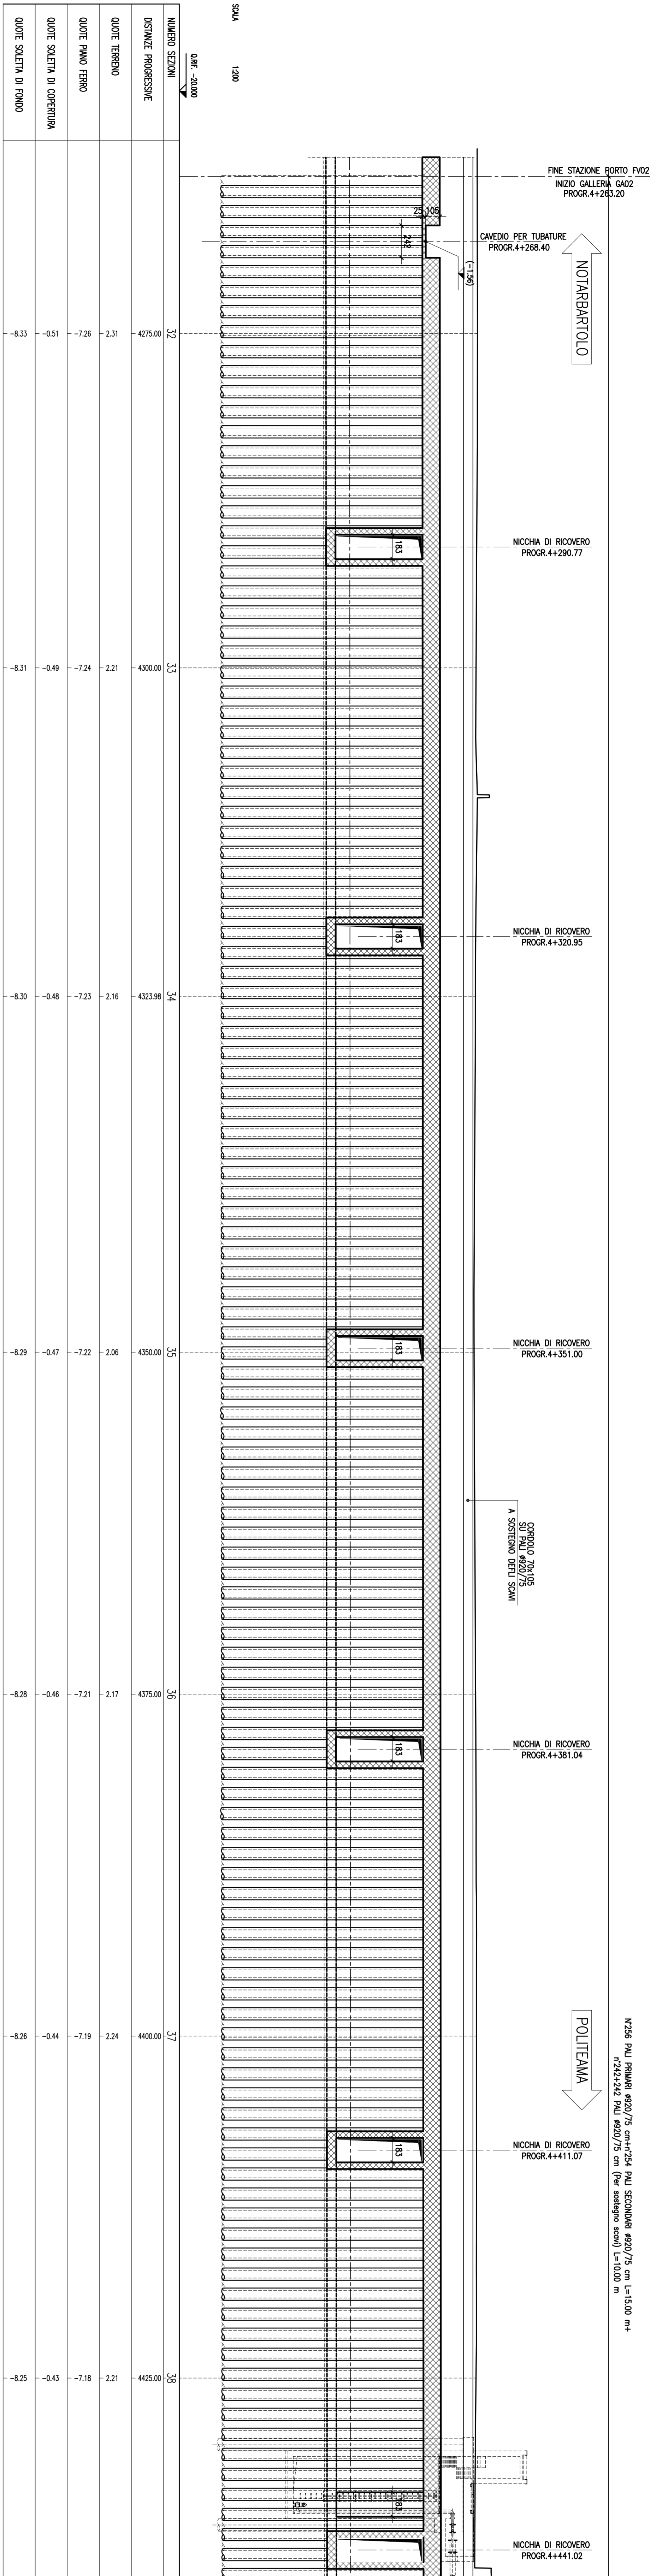 N°256 PALI PRIMARI ø920/75 cm+n°254 PALI SECONDARI ø920/75 cm L=15.00 m+
n°242+242 PALI ø920/75 cm (Per sostegno scavi) L=10.00 m
NOTARBARTOLO
POLITEAMA
FINE STAZIONE PORTO FV02
INIZIO GALLERIA GA02
PROGR.4+263.20
CAVEDIO PER TUBATURE
PROGR.4+268.40
(-1.56)
25
105
242
NICCHIA DI RICOVERO
PROGR.4+290.77
183
NICCHIA DI RICOVERO
PROGR.4+320.95
183
NICCHIA DI RICOVERO
PROGR.4+351.00
183
CORDOLO 70x105
SU PALI ø920/75
A SOSTEGNO DEFLI SCAVI
NICCHIA DI RICOVERO
PROGR.4+381.04
183
NICCHIA DI RICOVERO
PROGR.4+411.07
183
NICCHIA DI RICOVERO
PROGR.4+441.02
183
SCALA 1:200
Q.RIF. -20.000
NUMERO SEZIONI 32 33 34 35 36 37 38
DISTANZE PROGRESSIVE 4275.00 4300.00 4323.98 4350.00 4375.00 4400.00 4425.00
QUOTE TERRENO 2.31 2.21 2.16 2.06 2.17 2.24 2.21
QUOTE PIANO FERRO -7.26 -7.24 -7.23 -7.22 -7.21 -7.19 -7.18
QUOTE SOLETTA DI COPERTURA -0.51 -0.49 -0.48 -0.47 -0.46 -0.44 -0.43
QUOTE SOLETTA DI FONDO -8.33 -8.31 -8.30 -8.29 -8.28 -8.26 -8.25